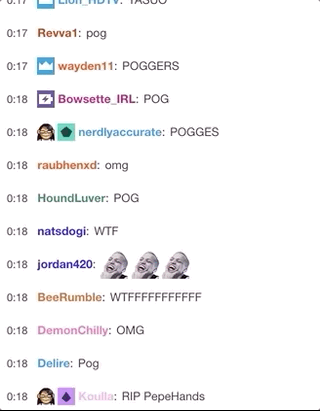 Lion_HDTV: YASUO
0:17 Revva1: pog
0:17 wayden11: POGGERS
0:18 Bowsette_IRL: POG
0:18 nerdlyaccurate: POGGES
0:18 raubhenxd: omg
0:18 HoundLuver: POG
0:18 natsdogi: WTF
0:18 jordan420:
0:18 BeeRumble: WTFFFFFFFFFFF
0:18 DemonChilly: OMG
0:18 Delire: Pog
0:18 Koulla: RIP PepeHands